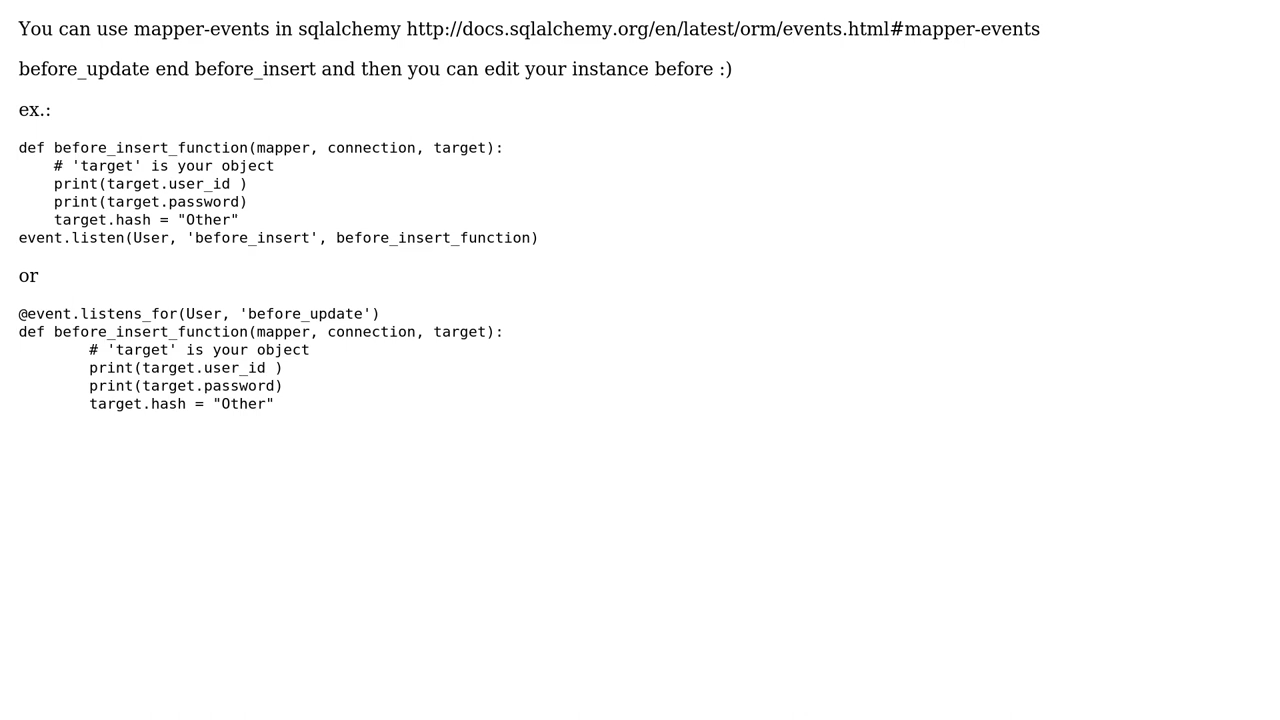 You can use mapper-events in sqlalchemy http://docs.sqlalchemy.org/en/latest/orm/events.html#mapper-events
before_update end before_insert and then you can edit your instance before :)
ex.:
def before_insert_function(mapper, connection, target):
    # 'target' is your object
    print(target.user_id )
    print(target.password)
    target.hash = "Other"
event.listen(User, 'before_insert', before_insert_function)
or
@event.listens_for(User, 'before_update')
def before_insert_function(mapper, connection, target):
        # 'target' is your object
        print(target.user_id )
        print(target.password)
        target.hash = "Other"